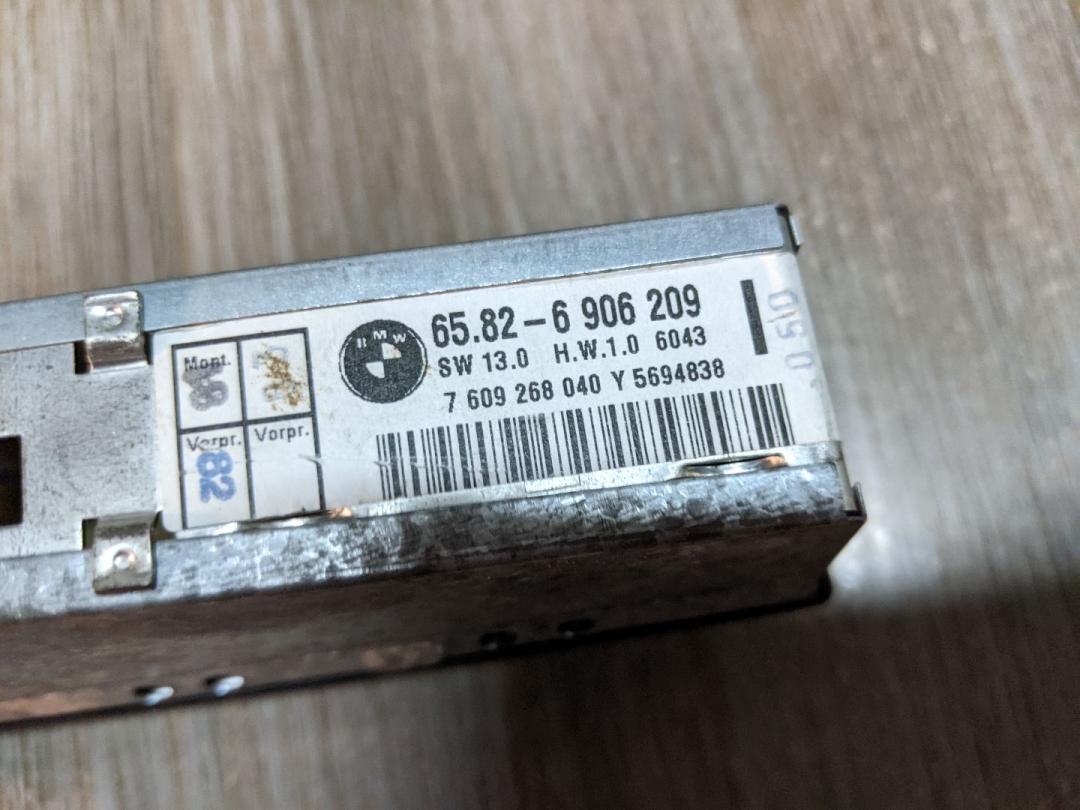 BMW
65.82-6 906 209
SW 13.0 H.W.1.0 6043
7 609 268 040 Y 5694838
Mont.
Vorpr. Vorpr.
82
050